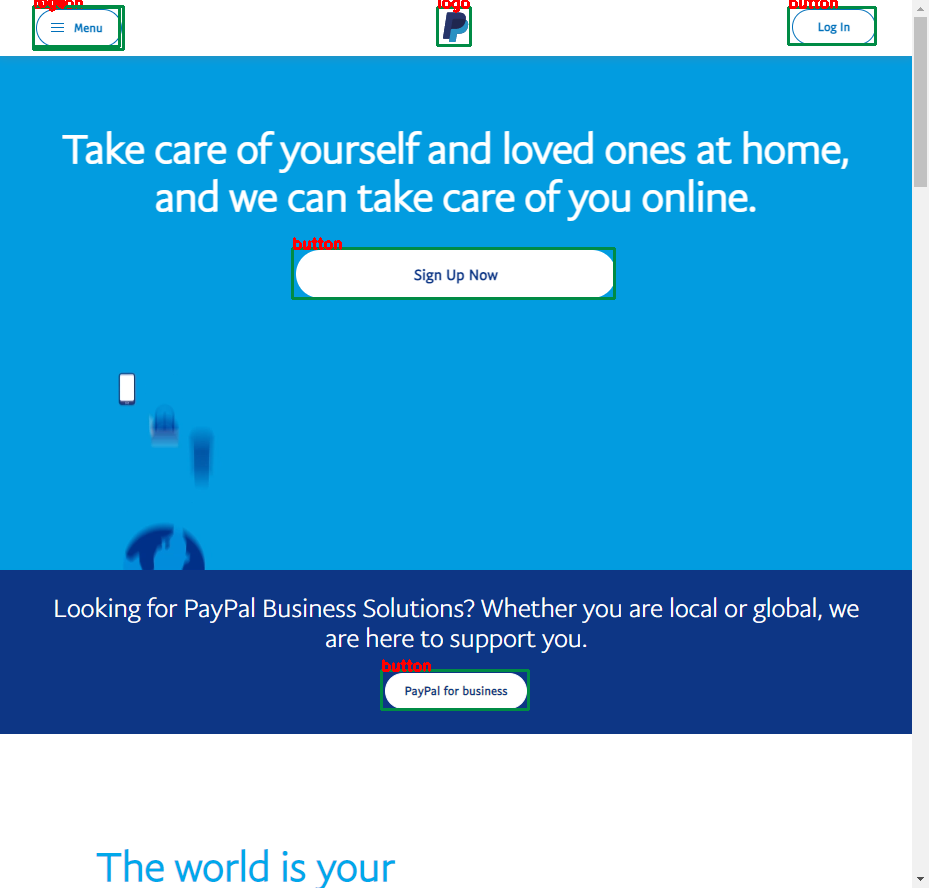 button
Menu
logo
button
Log In
Take care of yourself and loved ones at home,
and we can take care of you online.
button
Sign Up Now
Looking for PayPal Business Solutions? Whether you are local or global, we
are here to support you.
button
PayPal for business
The world is your